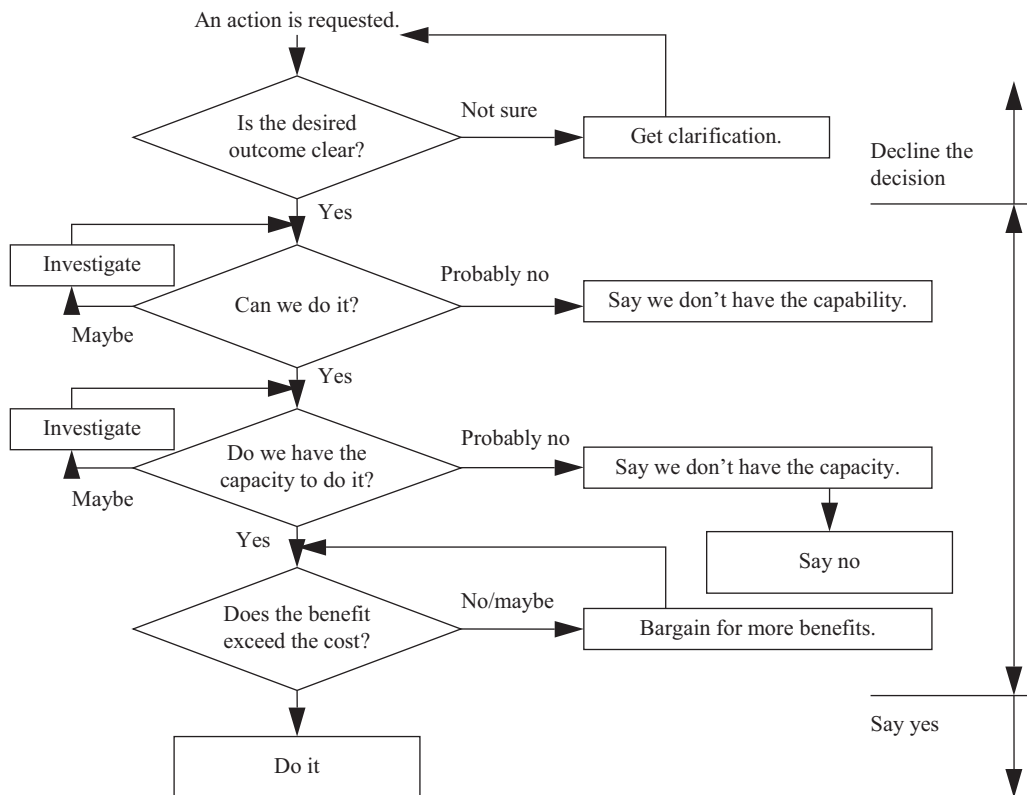 An action is requested.
Is the desired
outcome clear?
Not sure
Get clarification.
Decline the
decision
Yes
Investigate
Can we do it?
Probably no
Say we don’t have the capability.
Maybe
Yes
Investigate
Do we have the
capacity to do it?
Probably no
Say we don’t have the capacity.
Maybe
Yes
Say no
Does the benefit
exceed the cost?
No/maybe
Bargain for more benefits.
Say yes
Do it